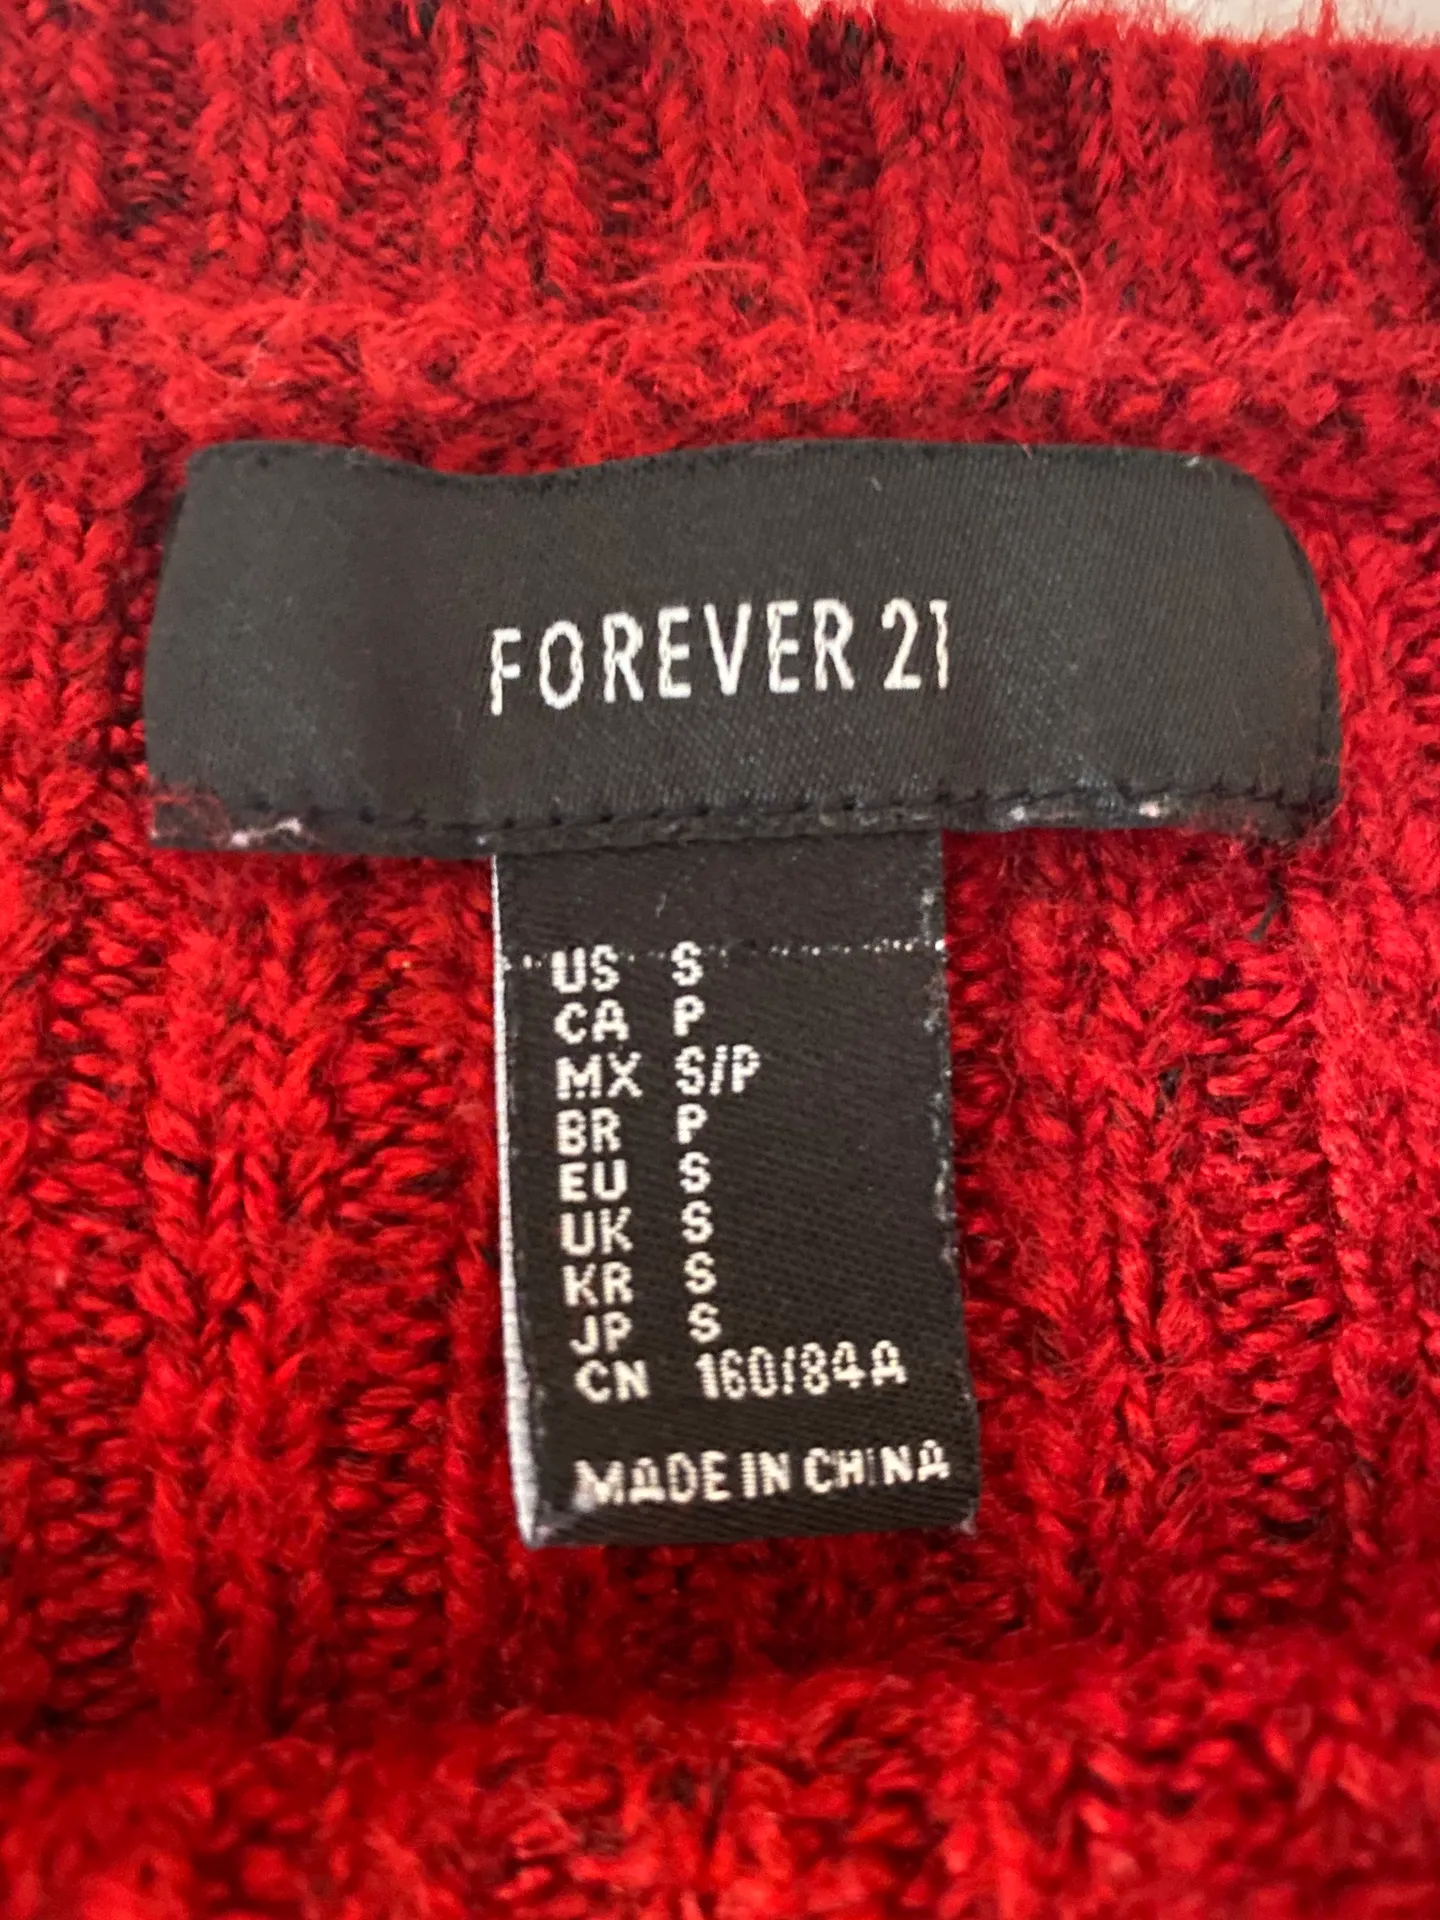 FOREVER 21
US S
CA P
MX S/P
BR P
EU S
UK S
KR S
JP S
CN 160/84A
MADE IN CHINA